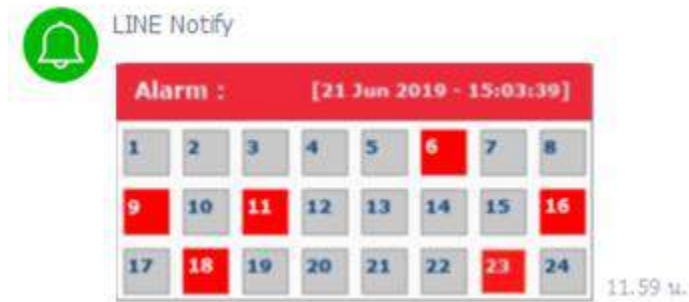 LINE Notify
Alarm : [21 Jun 2019 - 15:03:39]
1 2 3 4 5 6 7 8
9 10 11 12 13 14 15 16
17 18 19 20 21 22 23 24
11.59 น.